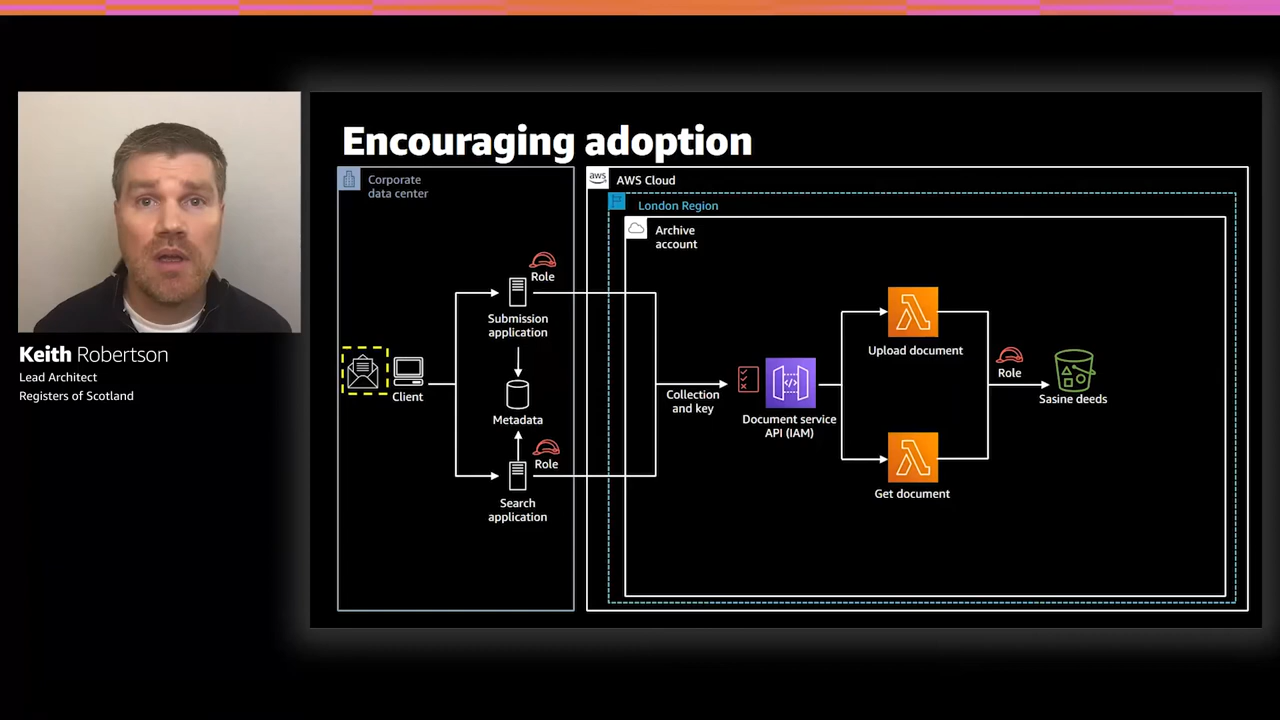 Encouraging adoption
Corporate
data center
aws
AWS Cloud
London Region
Archive
account
Role
Submission
application
Client
Metadata
Role
Search
application
Collection
and key
Document service
API (IAM)
Upload document
Get document
Role
Sasine deeds
Keith Robertson
Lead Architect
Registers of Scotland